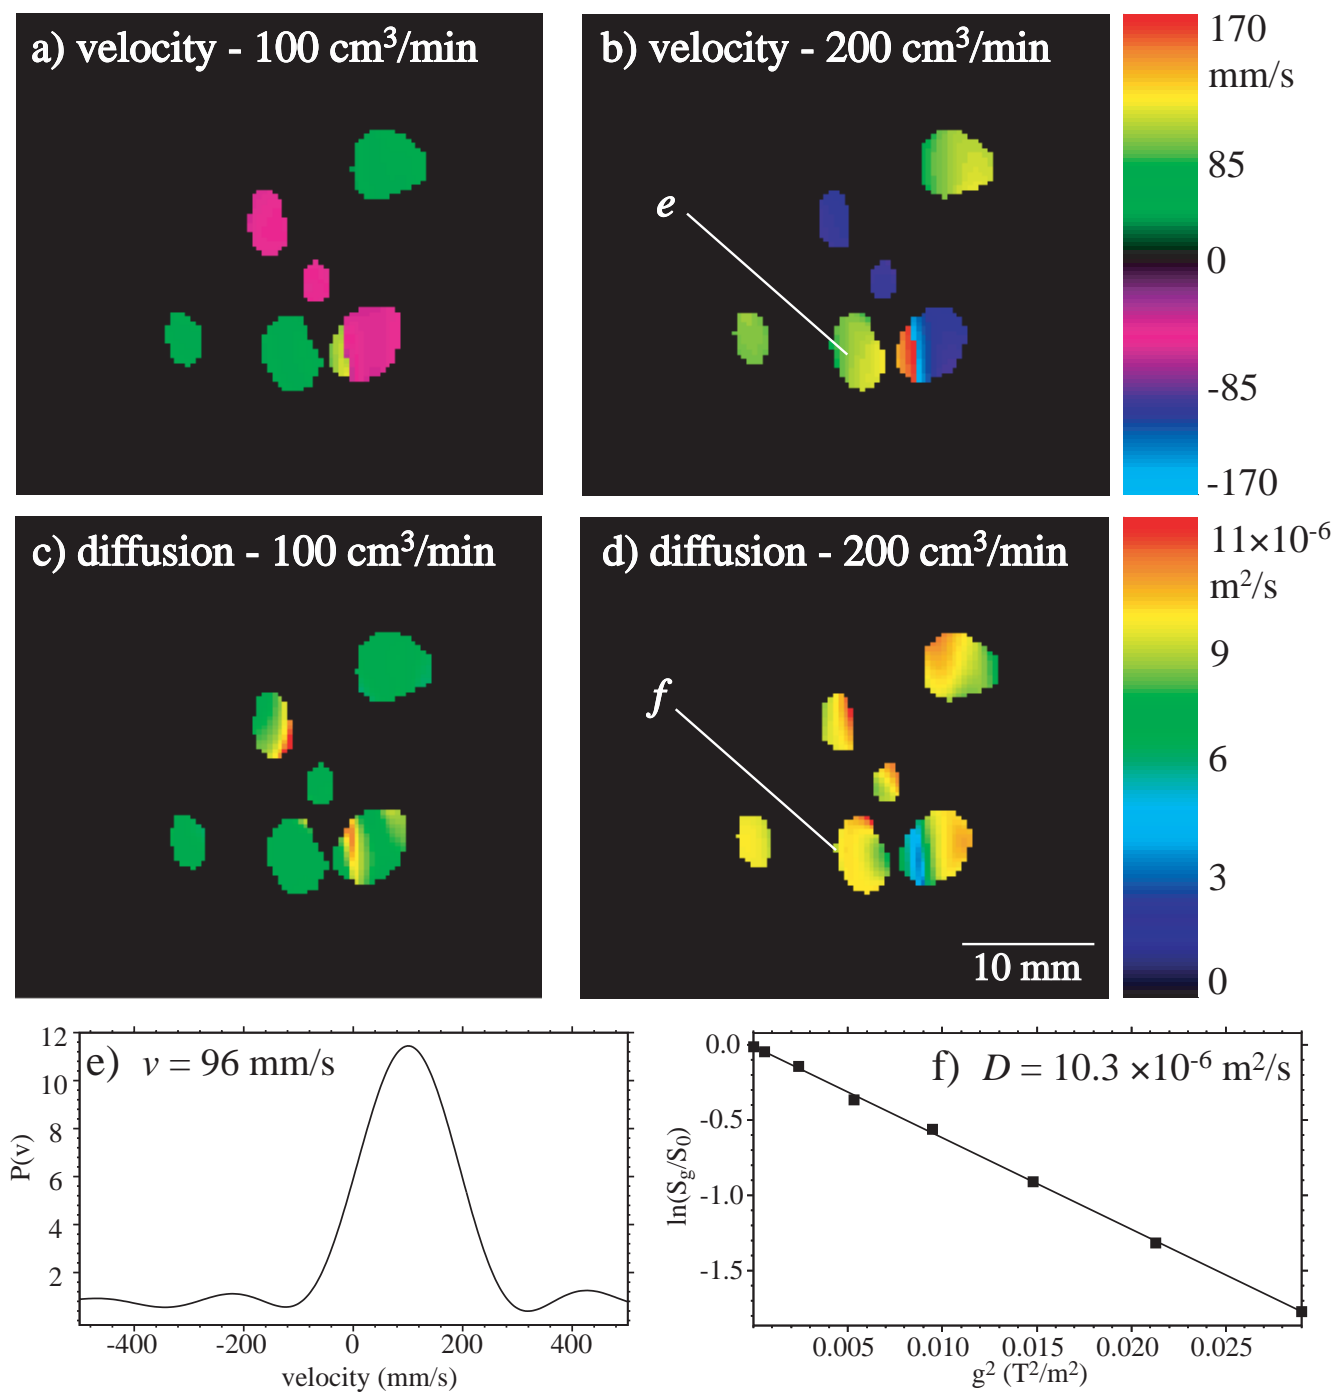 a) velocity - 100 cm³/min
b) velocity - 200 cm³/min
170
mm/s
85
0
-85
-170
e
c) diffusion - 100 cm³/min
d) diffusion - 200 cm³/min
11×10⁻⁶
m²/s
9
6
3
0
f
10 mm
e) v = 96 mm/s
12
10
8
6
4
2
P(v)
-400 -200 0 200 400
velocity (mm/s)
f) D = 10.3 ×10⁻⁶ m²/s
0.0
-0.5
-1.0
-1.5
ln(S_g/S_0)
0.005 0.010 0.015 0.020 0.025
g² (T²/m²)